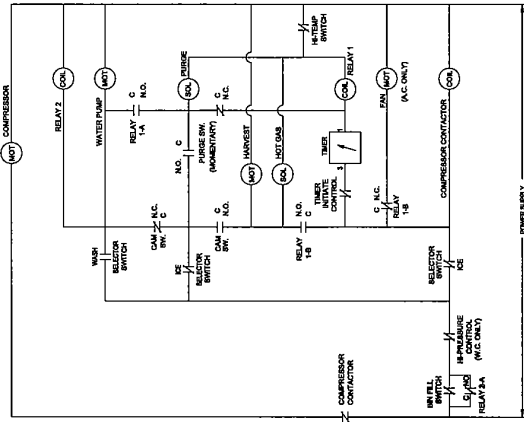 COMPRESSOR
MOT
RELAY 2
COIL
WATER PUMP
MOT
C
N.O.
RELAY
1-A
PURGE
SOL
PURGE SW.
(MOMENTARY)
C
N.C.
N.O.
C
HI-TEMP
SWITCH
RELAY 1
COIL
HARVEST
MOT
HOT GAS
SOL
TIMER
1
3
TIMER
INITIATE
CONTROL
FAN
MOT
(A.C. ONLY)
C
N.C.
RELAY
1-B
COMPRESSOR CONTACTOR
COIL
WASH
SELECTOR
SWITCH
CAM
SW.
N.C.
C
CAM
SW.
C
N.O.
ICE
SELECTOR
SWITCH
RELAY
1-B
N.O.
C
SELECTOR
SWITCH
ICE
HI-PREASURE
CONTROL
(W.C. ONLY)
BIN FILL
SWITCH
C
NO
RELAY 2-A
COMPRESSOR
CONTACTOR
POWER SUPPLY